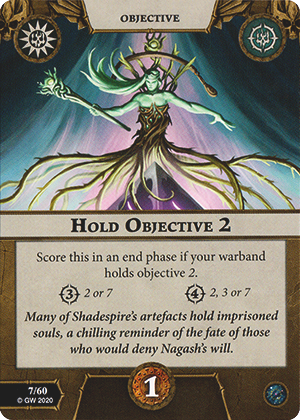 OBJECTIVE
HOLD OBJECTIVE 2
Score this in an end phase if your warband
holds objective 2.
3 2 or 7
4 2, 3 or 7
Many of Shadespire's artefacts hold imprisoned
souls, a chilling reminder of the fate of those
who would deny Nagash's will.
7/60
© GW 2020
1